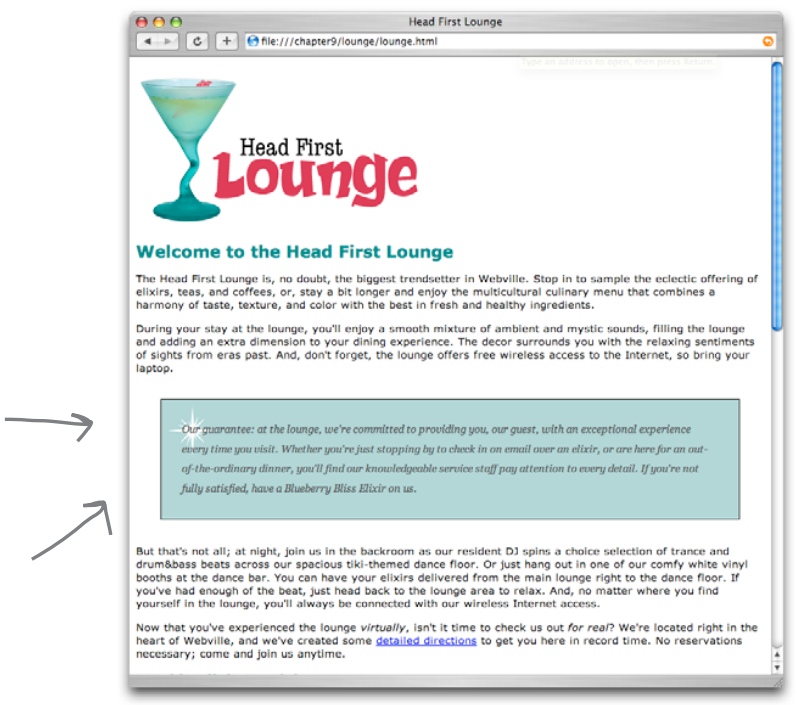 Head First Lounge
file:///chapter9/lounge/lounge.html
Type an address to open, then press Return.
Head First
Lounge
Welcome to the Head First Lounge
The Head First Lounge is, no doubt, the biggest trendsetter in Webville. Stop in to sample the eclectic offering of
elixirs, teas, and coffees, or, stay a bit longer and enjoy the multicultural culinary menu that combines a
harmony of taste, texture, and color with the best in fresh and healthy ingredients.
During your stay at the lounge, you'll enjoy a smooth mixture of ambient and mystic sounds, filling the lounge
and adding an extra dimension to your dining experience. The decor surrounds you with the relaxing sentiments
of sights from eras past. And, don't forget, the lounge offers free wireless access to the Internet, so bring your
laptop.
Our guarantee: at the lounge, we're committed to providing you, our guest, with an exceptional experience
every time you visit. Whether you're just stopping by to check in on email over an elixir, or are here for an out-
of-the-ordinary dinner, you'll find our knowledgeable service staff pay attention to every detail. If you're not
fully satisfied, have a Blueberry Bliss Elixir on us.
But that's not all; at night, join us in the backroom as our resident DJ spins a choice selection of trance and
drum&bass beats across our spacious tiki-themed dance floor. Or just hang out in one of our comfy white vinyl
booths at the dance bar. You can have your elixirs delivered from the main lounge right to the dance floor. If
you've had enough of the beat, just head back to the lounge area to relax. And, no matter where you find
yourself in the lounge, you'll always be connected with our wireless Internet access.
Now that you've experienced the lounge virtually, isn't it time to check us out for real? We're located right in the
heart of Webville, and we've created some detailed directions to get you here in record time. No reservations
necessary; come and join us anytime.